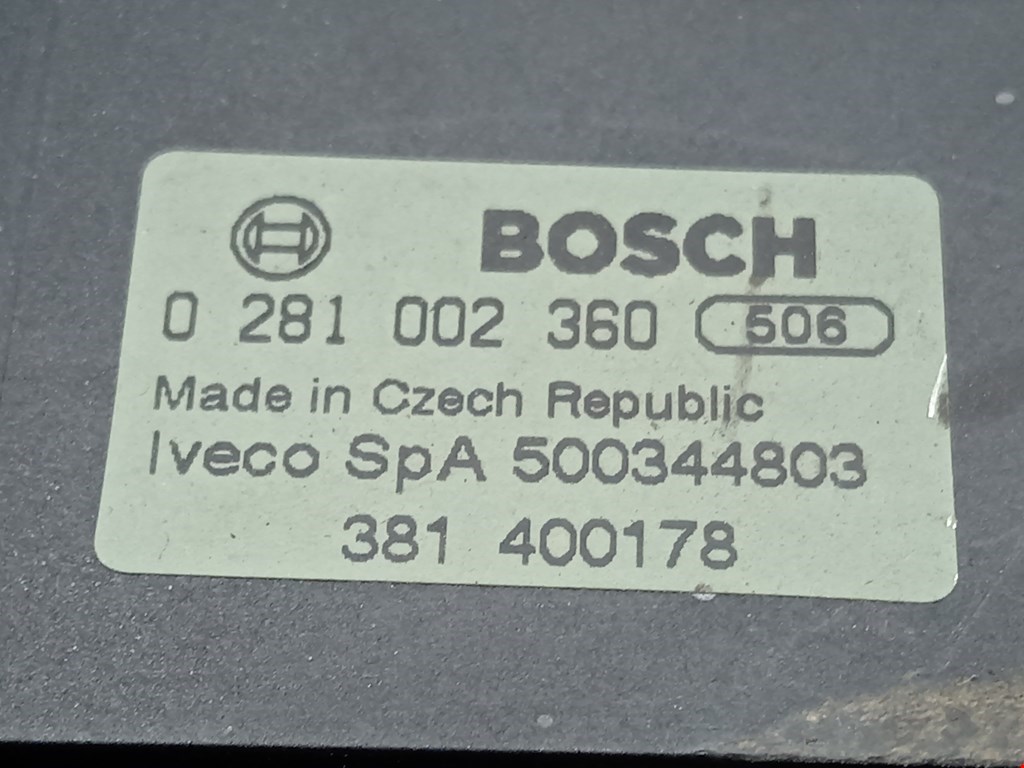 BOSCH
0 281 002 360 506
Made in Czech Republic
Iveco SpA 500344803
381 400178